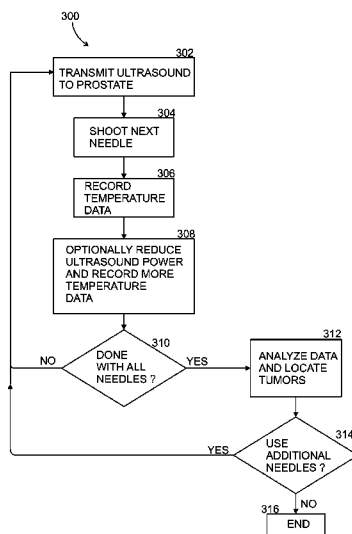 300
302
TRANSMIT ULTRASOUND
TO PROSTATE
304
SHOOT NEXT
NEEDLE
306
RECORD
TEMPERATURE
DATA
308
OPTIONALLY REDUCE
ULTRASOUND POWER
AND RECORD MORE
TEMPERATURE
DATA
310
DONE
WITH ALL
NEEDLES ?
NO
YES
312
ANALYZE DATA
AND LOCATE
TUMORS
314
USE
ADDITIONAL
NEEDLES ?
YES
NO
316
END